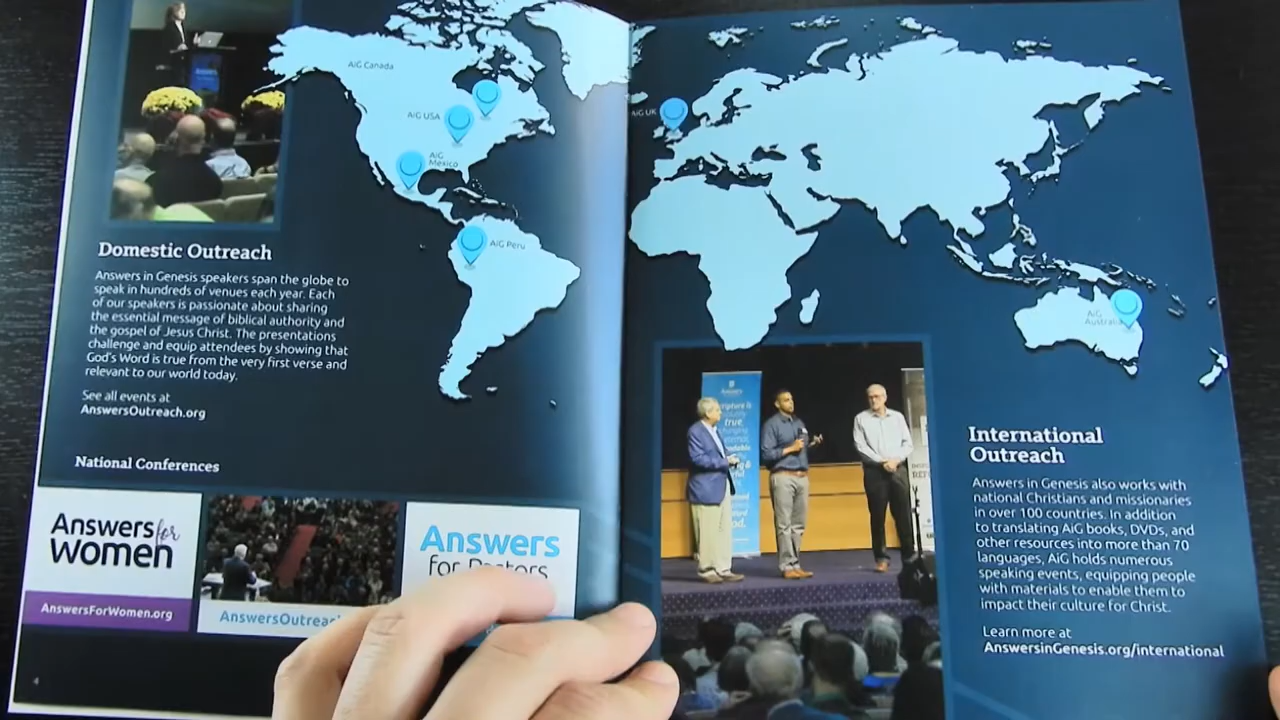 AiG Canada
AiG USA
AiG
Mexico
AiG Peru
AiG UK
AiG
Australia
Answers
Domestic Outreach
Answers in Genesis speakers span the globe to
speak in hundreds of venues each year. Each
of our speakers is passionate about sharing
the essential message of biblical authority and
the gospel of Jesus Christ. The presentations
challenge and equip attendees by showing that
God's Word is true from the very first verse and
relevant to our world today.
See all events at
AnswersOutreach.org
National Conferences
Answers for
Women
AnswersForWomen.org
AnswersOutreac
Answers
for Pastors
4
International
Outreach
Answers in Genesis also works with
national Christians and missionaries
in over 100 countries. In addition
to translating AiG books, DVDs, and
other resources into more than 70
languages, AiG holds numerous
speaking events, equipping people
with materials to enable them to
impact their culture for Christ.
Learn more at
AnswersinGenesis.org/international